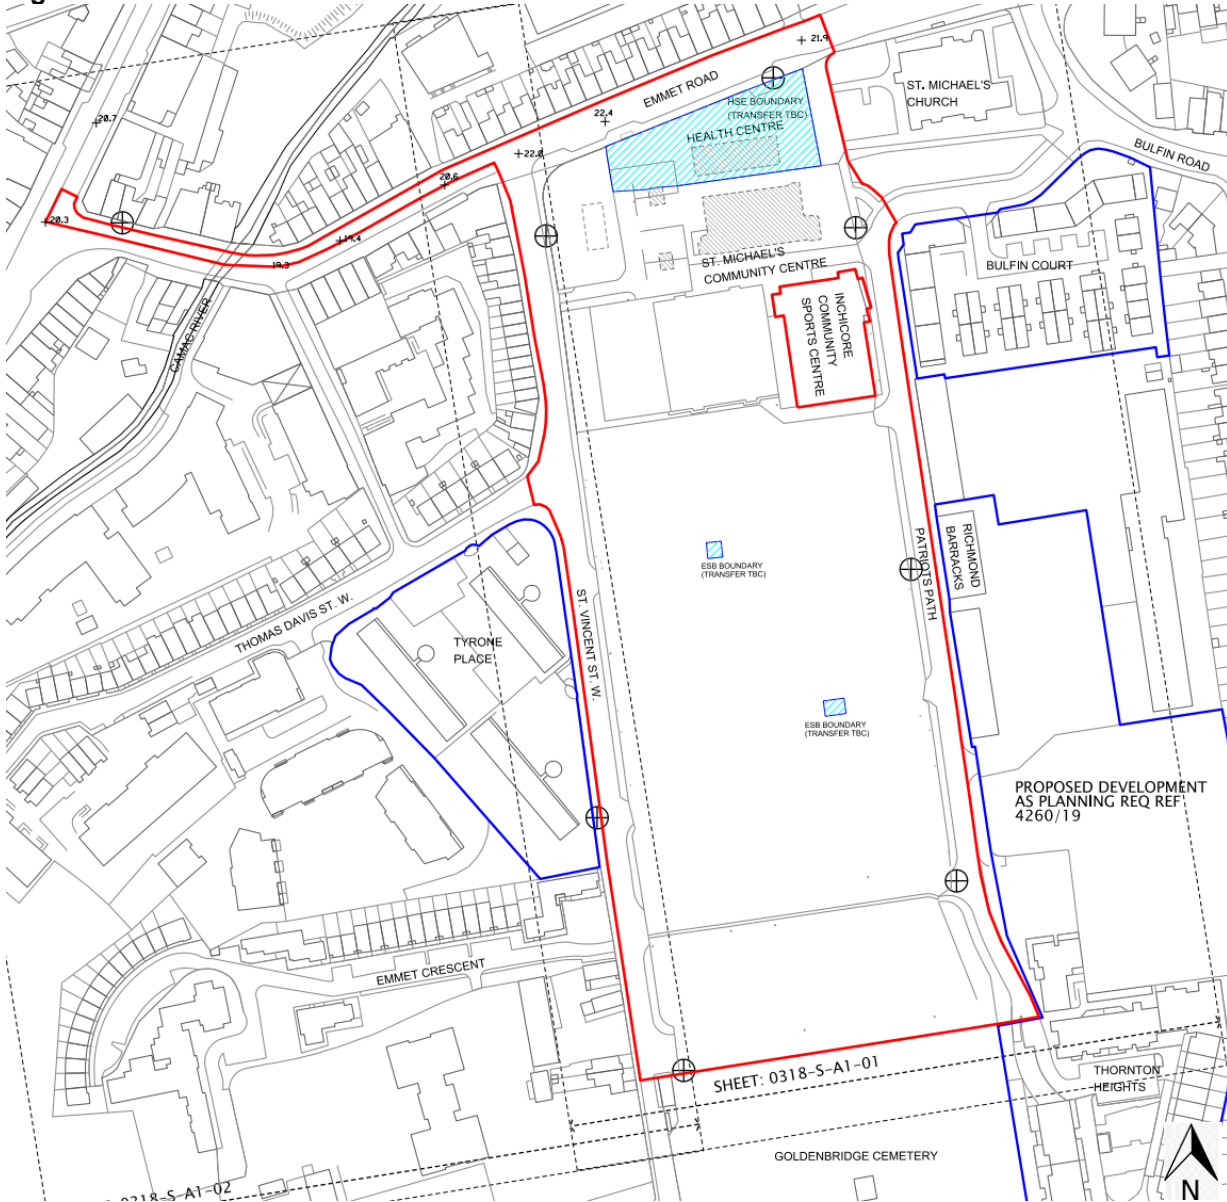 21.9
EMMET ROAD
ST. MICHAEL'S
CHURCH
HSE BOUNDARY
(TRANSFER TBC)
HEALTH CENTRE
20.7
22.4
22.0
BULFIN ROAD
20.6
20.3
19.4
19.3
ST. MICHAEL'S
COMMUNITY CENTRE
BULFIN COURT
CAMAC RIVER
INCHICORE
COMMUNITY
SPORTS CENTRE
RICHMOND
BARRACKS
PATRIOTS PATH
ESB BOUNDARY
(TRANSFER TBC)
THOMAS DAVIS ST. W.
ST. VINCENT ST. W.
TYRONE
PLACE
ESB BOUNDARY
(TRANSFER TBC)
PROPOSED DEVELOPMENT
AS PLANNING REQ REF
4260/19
EMMET CRESCENT
SHEET: 0318-S-A1-01
THORNTON
HEIGHTS
GOLDENBRIDGE CEMETERY
0318-S-A1-02
N